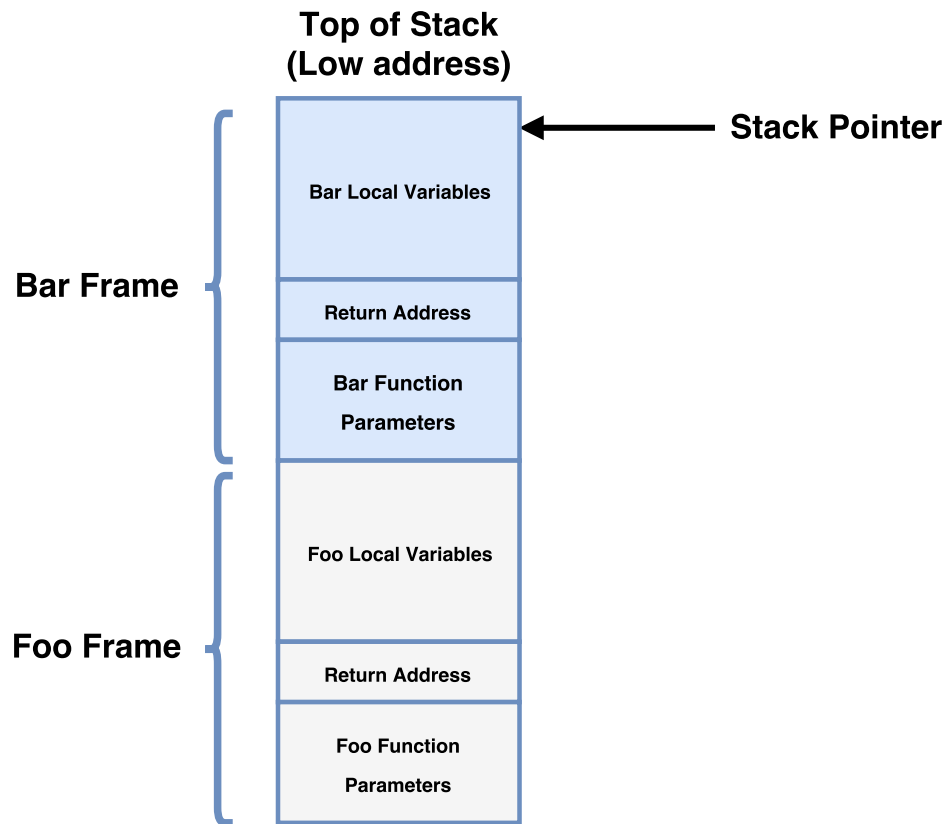 Top of Stack
(Low address)
Stack Pointer
Bar Local Variables
Bar Frame
Return Address
Bar Function
Parameters
Foo Local Variables
Foo Frame
Return Address
Foo Function
Parameters